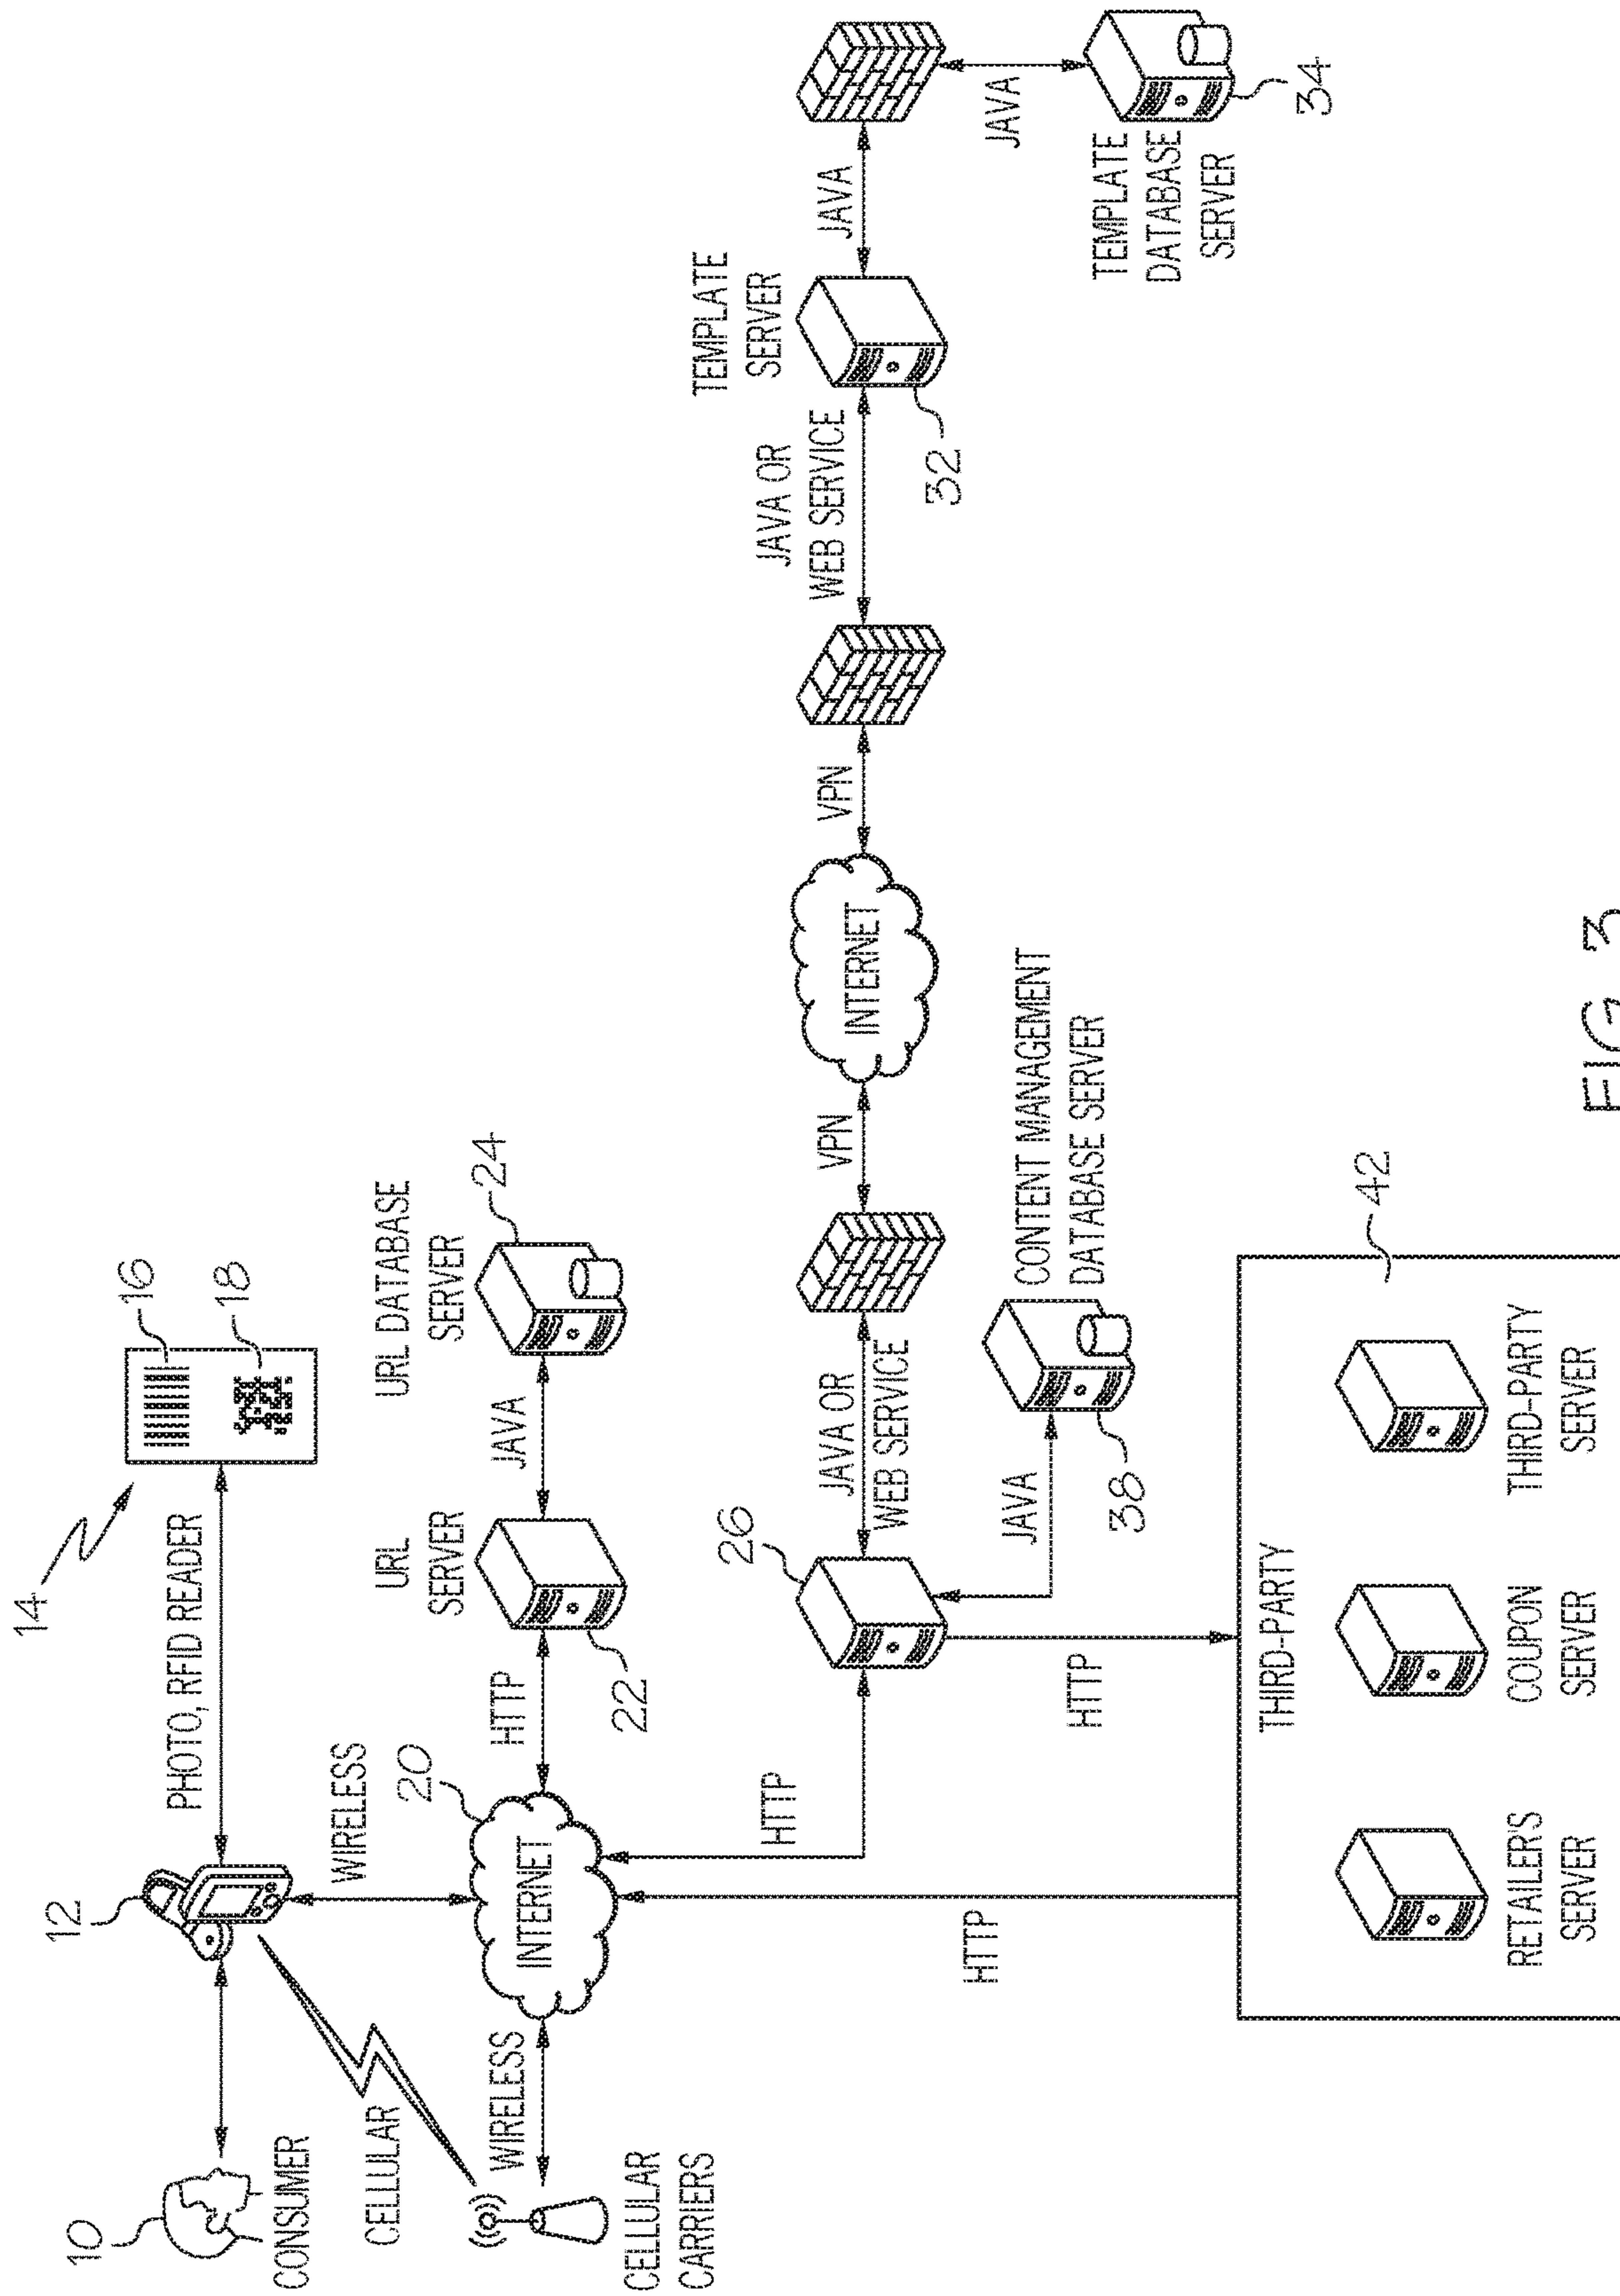 14
16
18
12
10
PHOTO, RFID READER
CONSUMER
WIRELESS
CELLULAR
20
INTERNET
WIRELESS
CELLULAR
CARRIERS
HTTP
URL
SERVER
22
JAVA
URL DATABASE
SERVER
24
HTTP
26
JAVA OR
WEB SERVICE
VPN
INTERNET
VPN
JAVA OR
WEB SERVICE
TEMPLATE
SERVER
32
JAVA
JAVA
TEMPLATE
DATABASE
SERVER
34
JAVA
38
CONTENT MANAGEMENT
DATABASE SERVER
HTTP
HTTP
THIRD-PARTY
42
RETAILER'S
SERVER
COUPON
SERVER
THIRD-PARTY
SERVER
FIG. 3